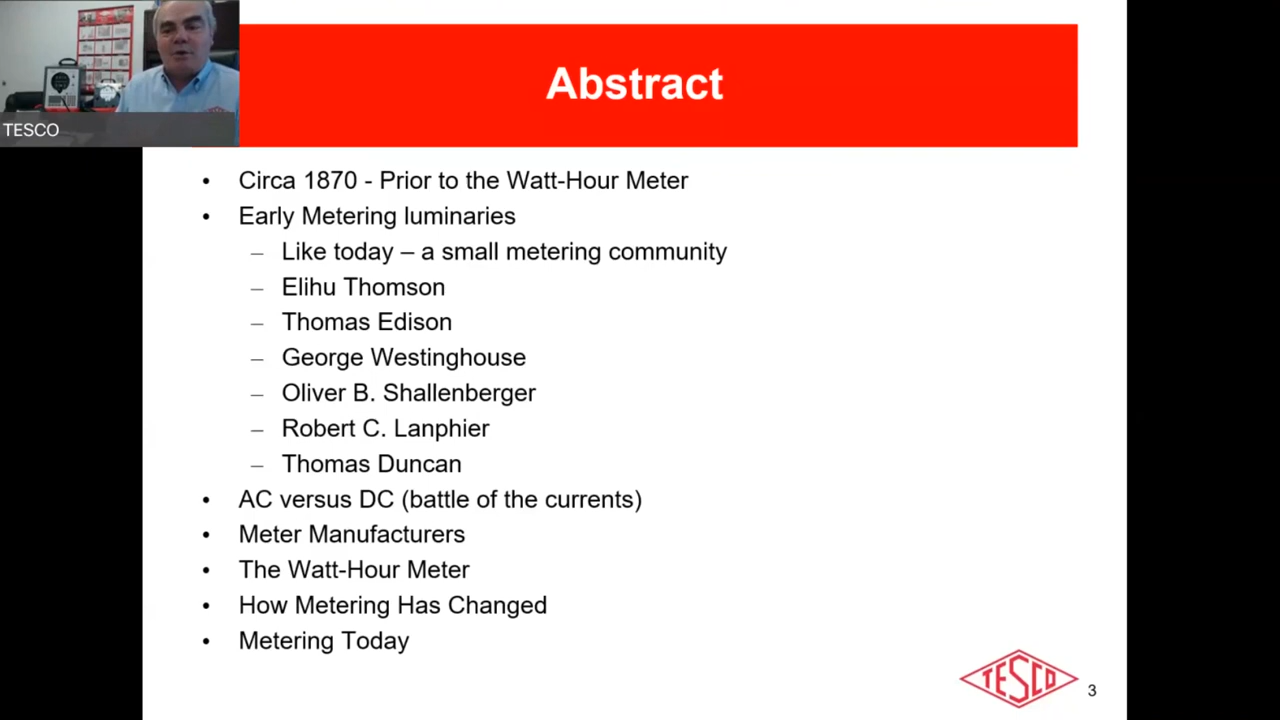 TESCO
Abstract
• Circa 1870 - Prior to the Watt-Hour Meter
• Early Metering luminaries
– Like today – a small metering community
– Elihu Thomson
– Thomas Edison
– George Westinghouse
– Oliver B. Shallenberger
– Robert C. Lanphier
– Thomas Duncan
• AC versus DC (battle of the currents)
• Meter Manufacturers
• The Watt-Hour Meter
• How Metering Has Changed
• Metering Today
TESCO
3